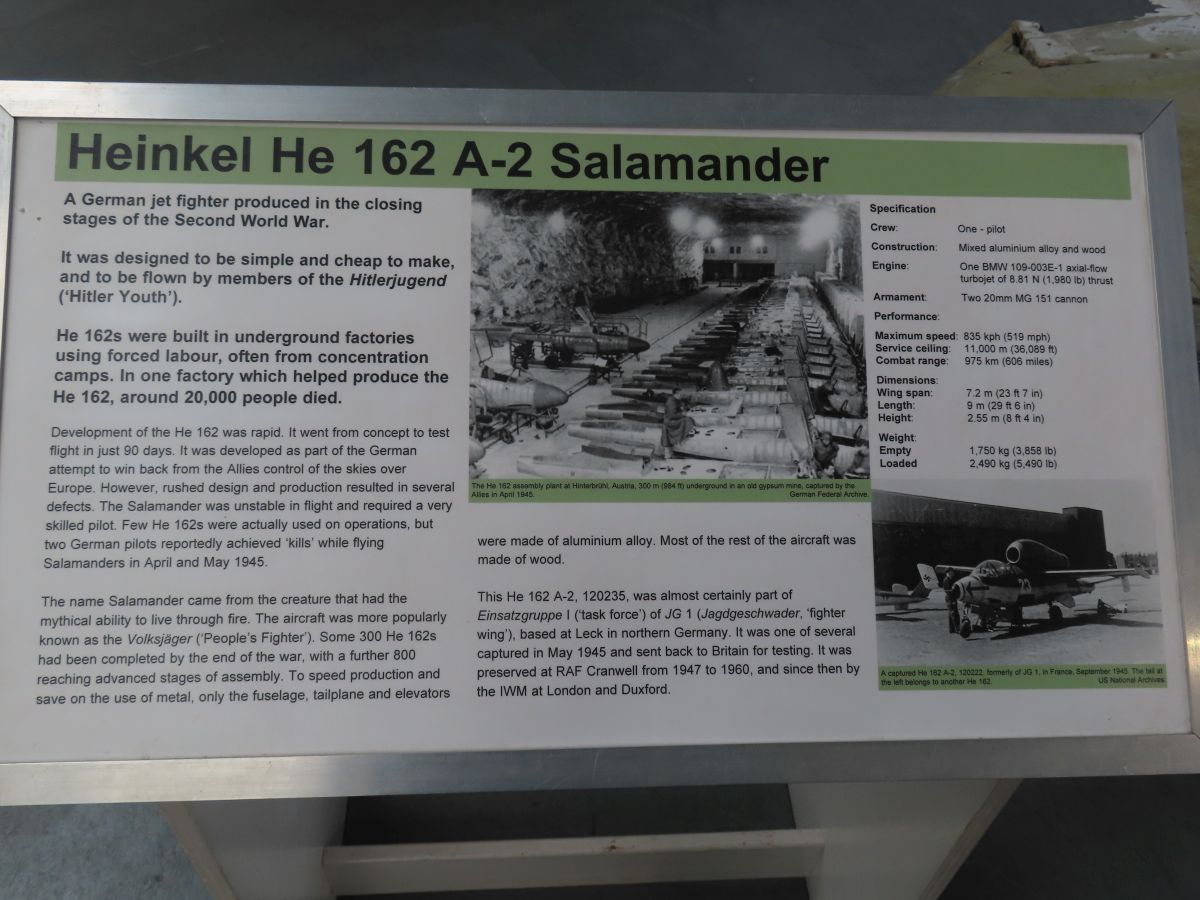 Heinkel He 162 A-2 Salamander
A German jet fighter produced in the closing
stages of the Second World War.
It was designed to be simple and cheap to make,
and to be flown by members of the Hitlerjugend
(‘Hitler Youth’).
He 162s were built in underground factories
using forced labour, often from concentration
camps. In one factory which helped produce the
He 162, around 20,000 people died.
Development of the He 162 was rapid. It went from concept to test
flight in just 90 days. It was developed as part of the German
attempt to win back from the Allies control of the skies over
Europe. However, rushed design and production resulted in several
defects. The Salamander was unstable in flight and required a very
skilled pilot. Few He 162s were actually used on operations, but
two German pilots reportedly achieved ‘kills’ while flying
Salamanders in April and May 1945.
The name Salamander came from the creature that had the
mythical ability to live through fire. The aircraft was more popularly
known as the Volksjäger (‘People’s Fighter’). Some 300 He 162s
had been completed by the end of the war, with a further 800
reaching advanced stages of assembly. To speed production and
save on the use of metal, only the fuselage, tailplane and elevators
The He 162 assembly plant at Hinterbrühl, Austria, 300 m (984 ft) underground in an old gypsum mine, captured by the
Allies in April 1945. German Federal Archive.
were made of aluminium alloy. Most of the rest of the aircraft was
made of wood.
This He 162 A-2, 120235, was almost certainly part of
Einsatzgruppe I (‘task force’) of JG 1 (Jagdgeschwader, ‘fighter
wing’), based at Leck in northern Germany. It was one of several
captured in May 1945 and sent back to Britain for testing. It was
preserved at RAF Cranwell from 1947 to 1960, and since then by
the IWM at London and Duxford.
Specification
Crew: One - pilot
Construction: Mixed aluminium alloy and wood
Engine: One BMW 109-003E-1 axial-flow
turbojet of 8.81 N (1,980 lb) thrust
Armament: Two 20mm MG 151 cannon
Performance:
Maximum speed: 835 kph (519 mph)
Service ceiling: 11,000 m (36,089 ft)
Combat range: 975 km (606 miles)
Dimensions:
Wing span: 7.2 m (23 ft 7 in)
Length: 9 m (29 ft 6 in)
Height: 2.55 m (8 ft 4 in)
Weight:
Empty 1,750 kg (3,858 lb)
Loaded 2,490 kg (5,490 lb)
23
A captured He 162 A-2, 120222, formerly of JG 1, in France, September 1945. The tail at
the left belongs to another He 162. US National Archives.